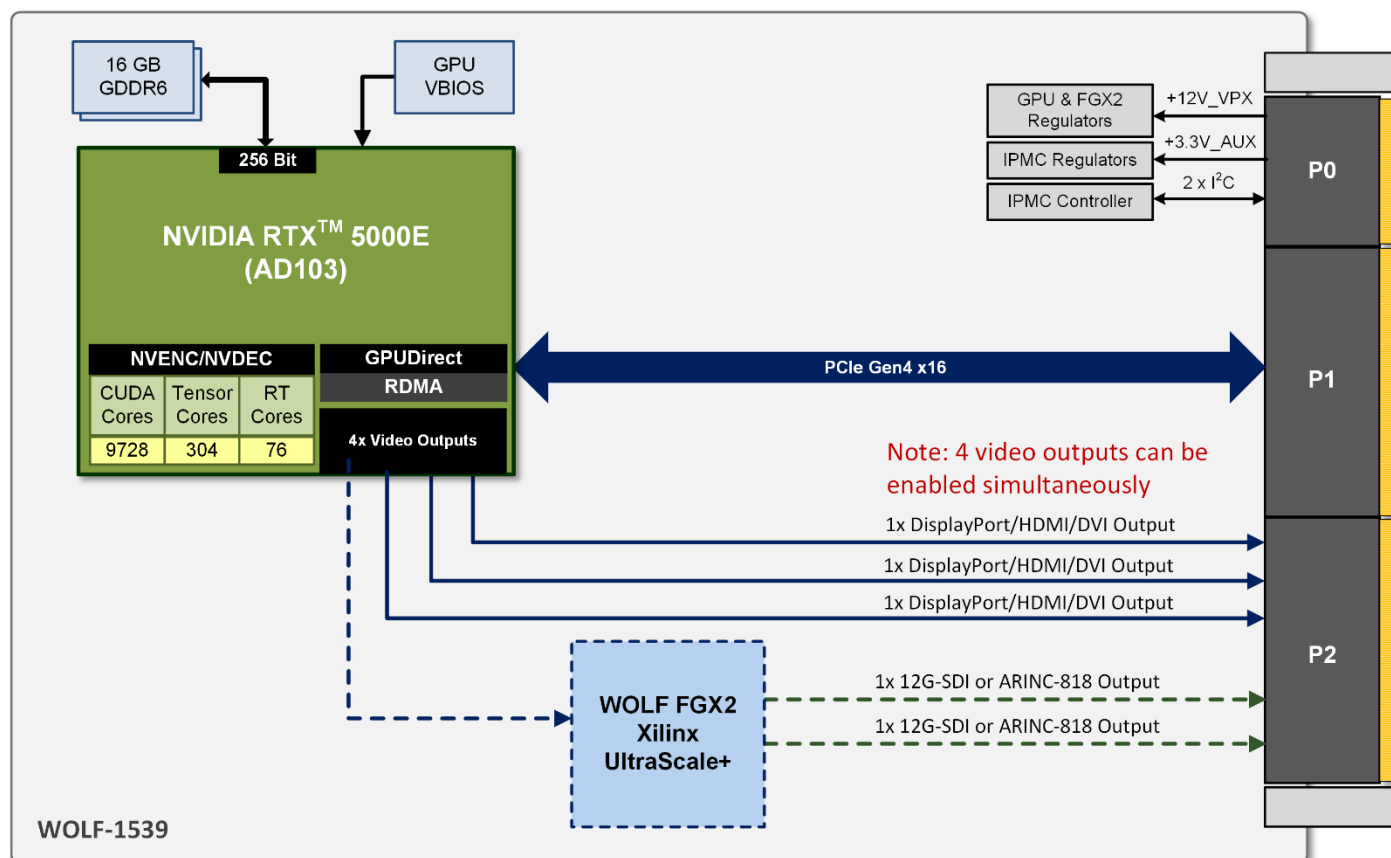 16 GB
GDDR6
GPU
VBIOS
256 Bit
NVIDIA RTX™ 5000E
(AD103)
NVENC/NVDEC
CUDA
Cores
Tensor
Cores
RT
Cores
9728
304
76
GPUDirect
RDMA
4x Video Outputs
GPU & FGX2
Regulators
+12V_VPX
IPMC Regulators
+3.3V_AUX
IPMC Controller
2 x I²C
P0
PCIe Gen4 x16
P1
Note: 4 video outputs can be
enabled simultaneously
1x DisplayPort/HDMI/DVI Output
1x DisplayPort/HDMI/DVI Output
1x DisplayPort/HDMI/DVI Output
P2
WOLF FGX2
Xilinx
UltraScale+
1x 12G-SDI or ARINC-818 Output
1x 12G-SDI or ARINC-818 Output
WOLF-1539